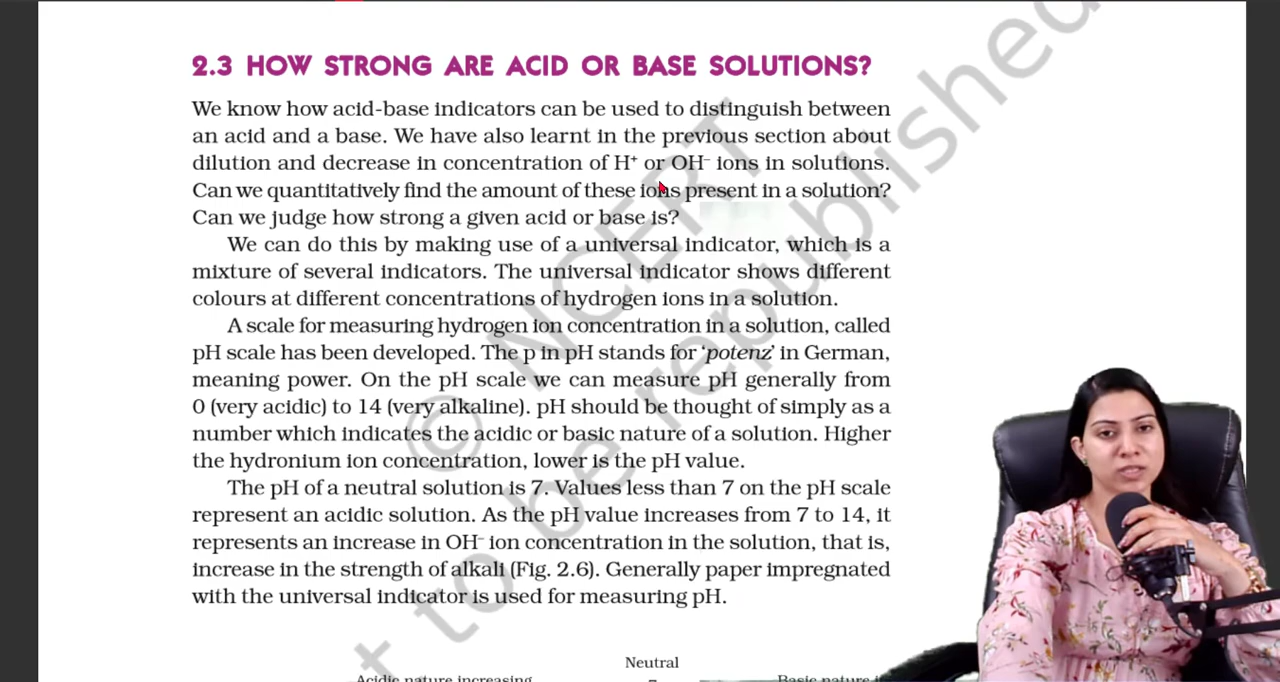 2.3 HOW STRONG ARE ACID OR BASE SOLUTIONS?
We know how acid-base indicators can be used to distinguish between
an acid and a base. We have also learnt in the previous section about
dilution and decrease in concentration of H⁺ or OH⁻ ions in solutions.
Can we quantitatively find the amount of these ions present in a solution?
Can we judge how strong a given acid or base is?
We can do this by making use of a universal indicator, which is a
mixture of several indicators. The universal indicator shows different
colours at different concentrations of hydrogen ions in a solution.
A scale for measuring hydrogen ion concentration in a solution, called
pH scale has been developed. The p in pH stands for ‘potenz’ in German,
meaning power. On the pH scale we can measure pH generally from
0 (very acidic) to 14 (very alkaline). pH should be thought of simply as a
number which indicates the acidic or basic nature of a solution. Higher
the hydronium ion concentration, lower is the pH value.
The pH of a neutral solution is 7. Values less than 7 on the pH scale
represent an acidic solution. As the pH value increases from 7 to 14, it
represents an increase in OH⁻ ion concentration in the solution, that is,
increase in the strength of alkali (Fig. 2.6). Generally paper impregnated
with the universal indicator is used for measuring pH.
Neutral
Acidic nature increasing
Basic nature
© NCERT
to be republished